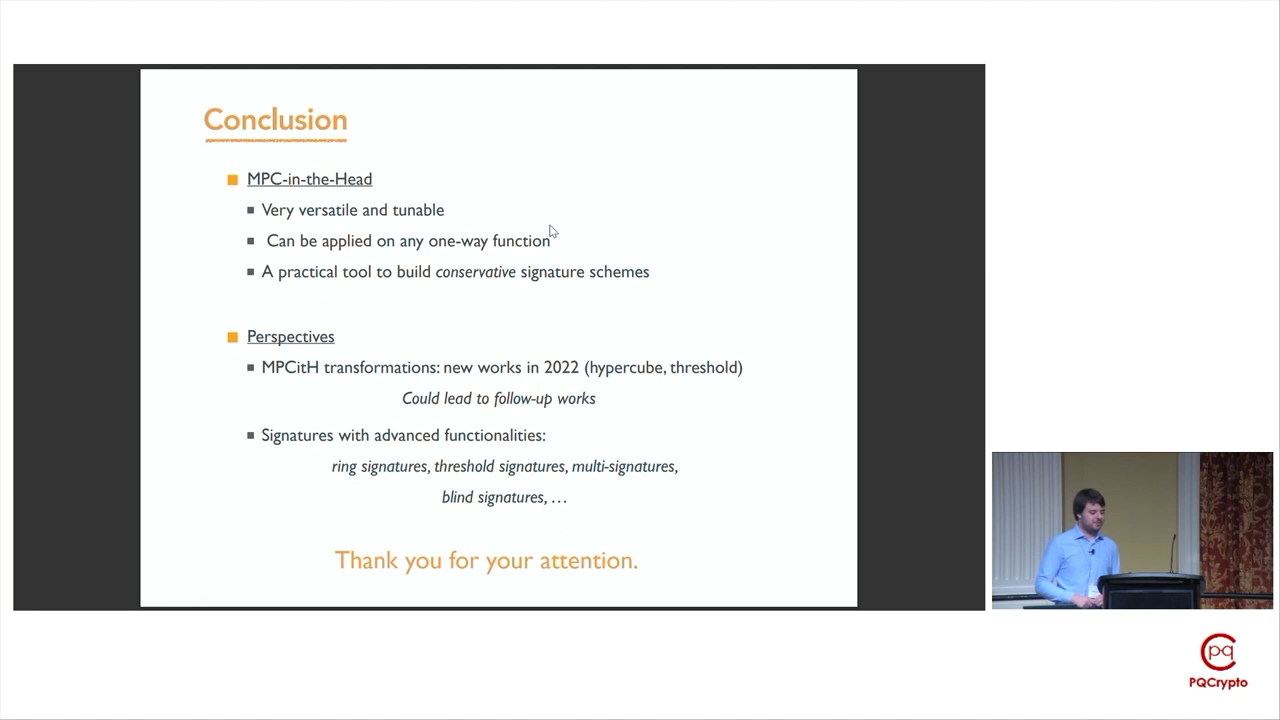 Conclusion
MPC-in-the-Head
Very versatile and tunable
Can be applied on any one-way function
A practical tool to build conservative signature schemes
Perspectives
MPCitH transformations: new works in 2022 (hypercube, threshold)
Could lead to follow-up works
Signatures with advanced functionalities:
ring signatures, threshold signatures, multi-signatures,
blind signatures, …
Thank you for your attention.
pq
PQCrypto